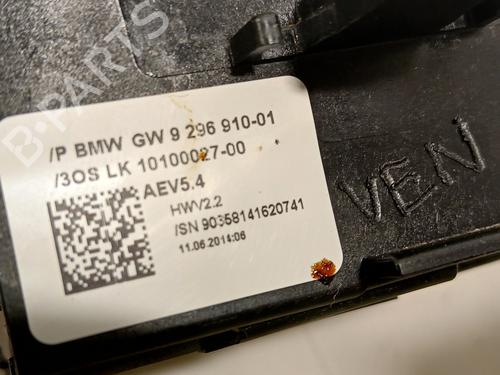 /P BMW GW 9 296 910-01
/3OS LK 10100027-00
AEV5.4
HWV2.2
/SN 90358141620741
11.06.2014:06
VEN
B-PARTS